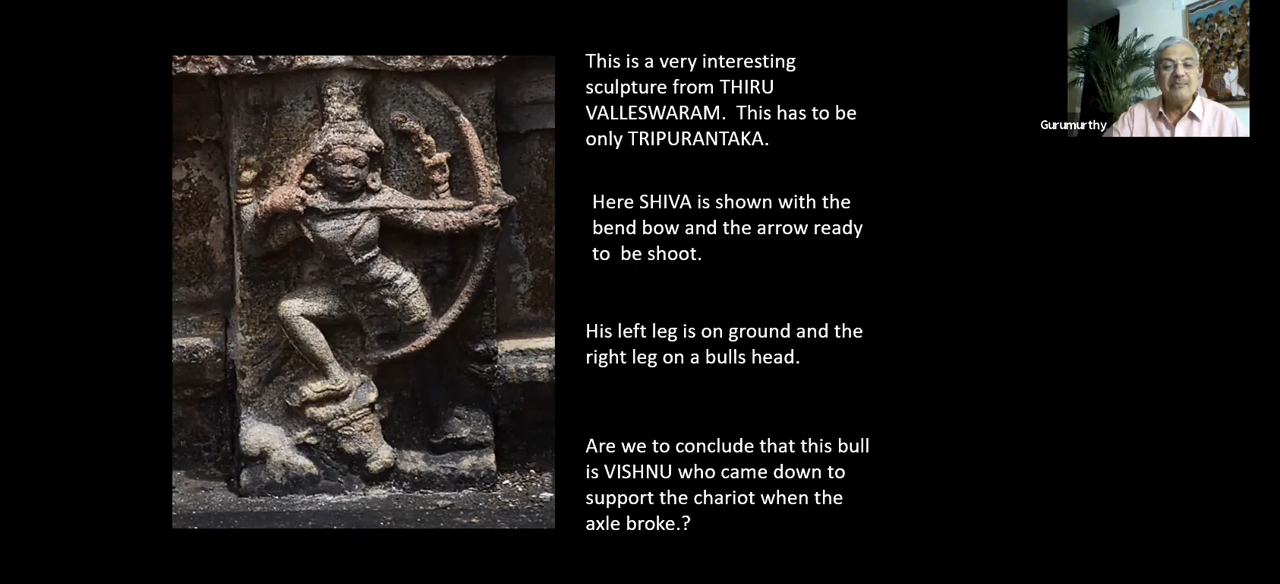 This is a very interesting
sculpture from THIRU
VALLESWARAM.  This has to be
only TRIPURANTAKA.
Here SHIVA is shown with the
bend bow and the arrow ready
to  be shoot.
His left leg is on ground and the
right leg on a bulls head.
Are we to conclude that this bull
is VISHNU who came down to
support the chariot when the
axle broke.?
Gurumurthy